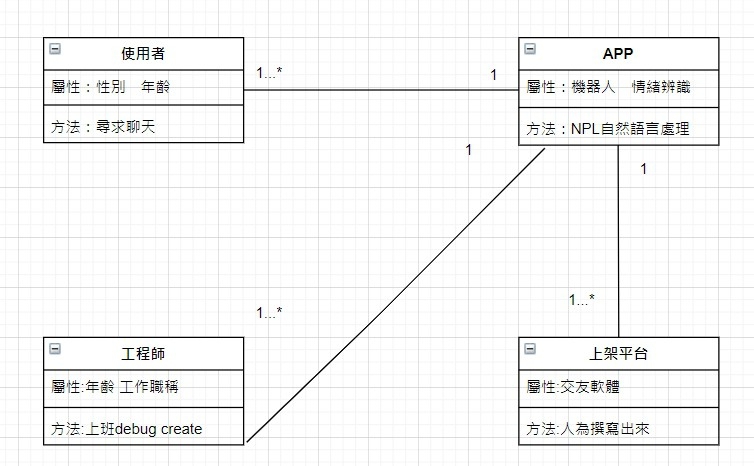 使用者
屬性：性別　年齡
方法：尋求聊天
1...*
1
APP
屬性：機器人　情緒辨識
方法：NPL自然語言處理
1
1
1...*
1...*
工程師
屬性:年齡 工作職稱
方法:上班debug create
上架平台
屬性:交友軟體
方法:人為撰寫出來